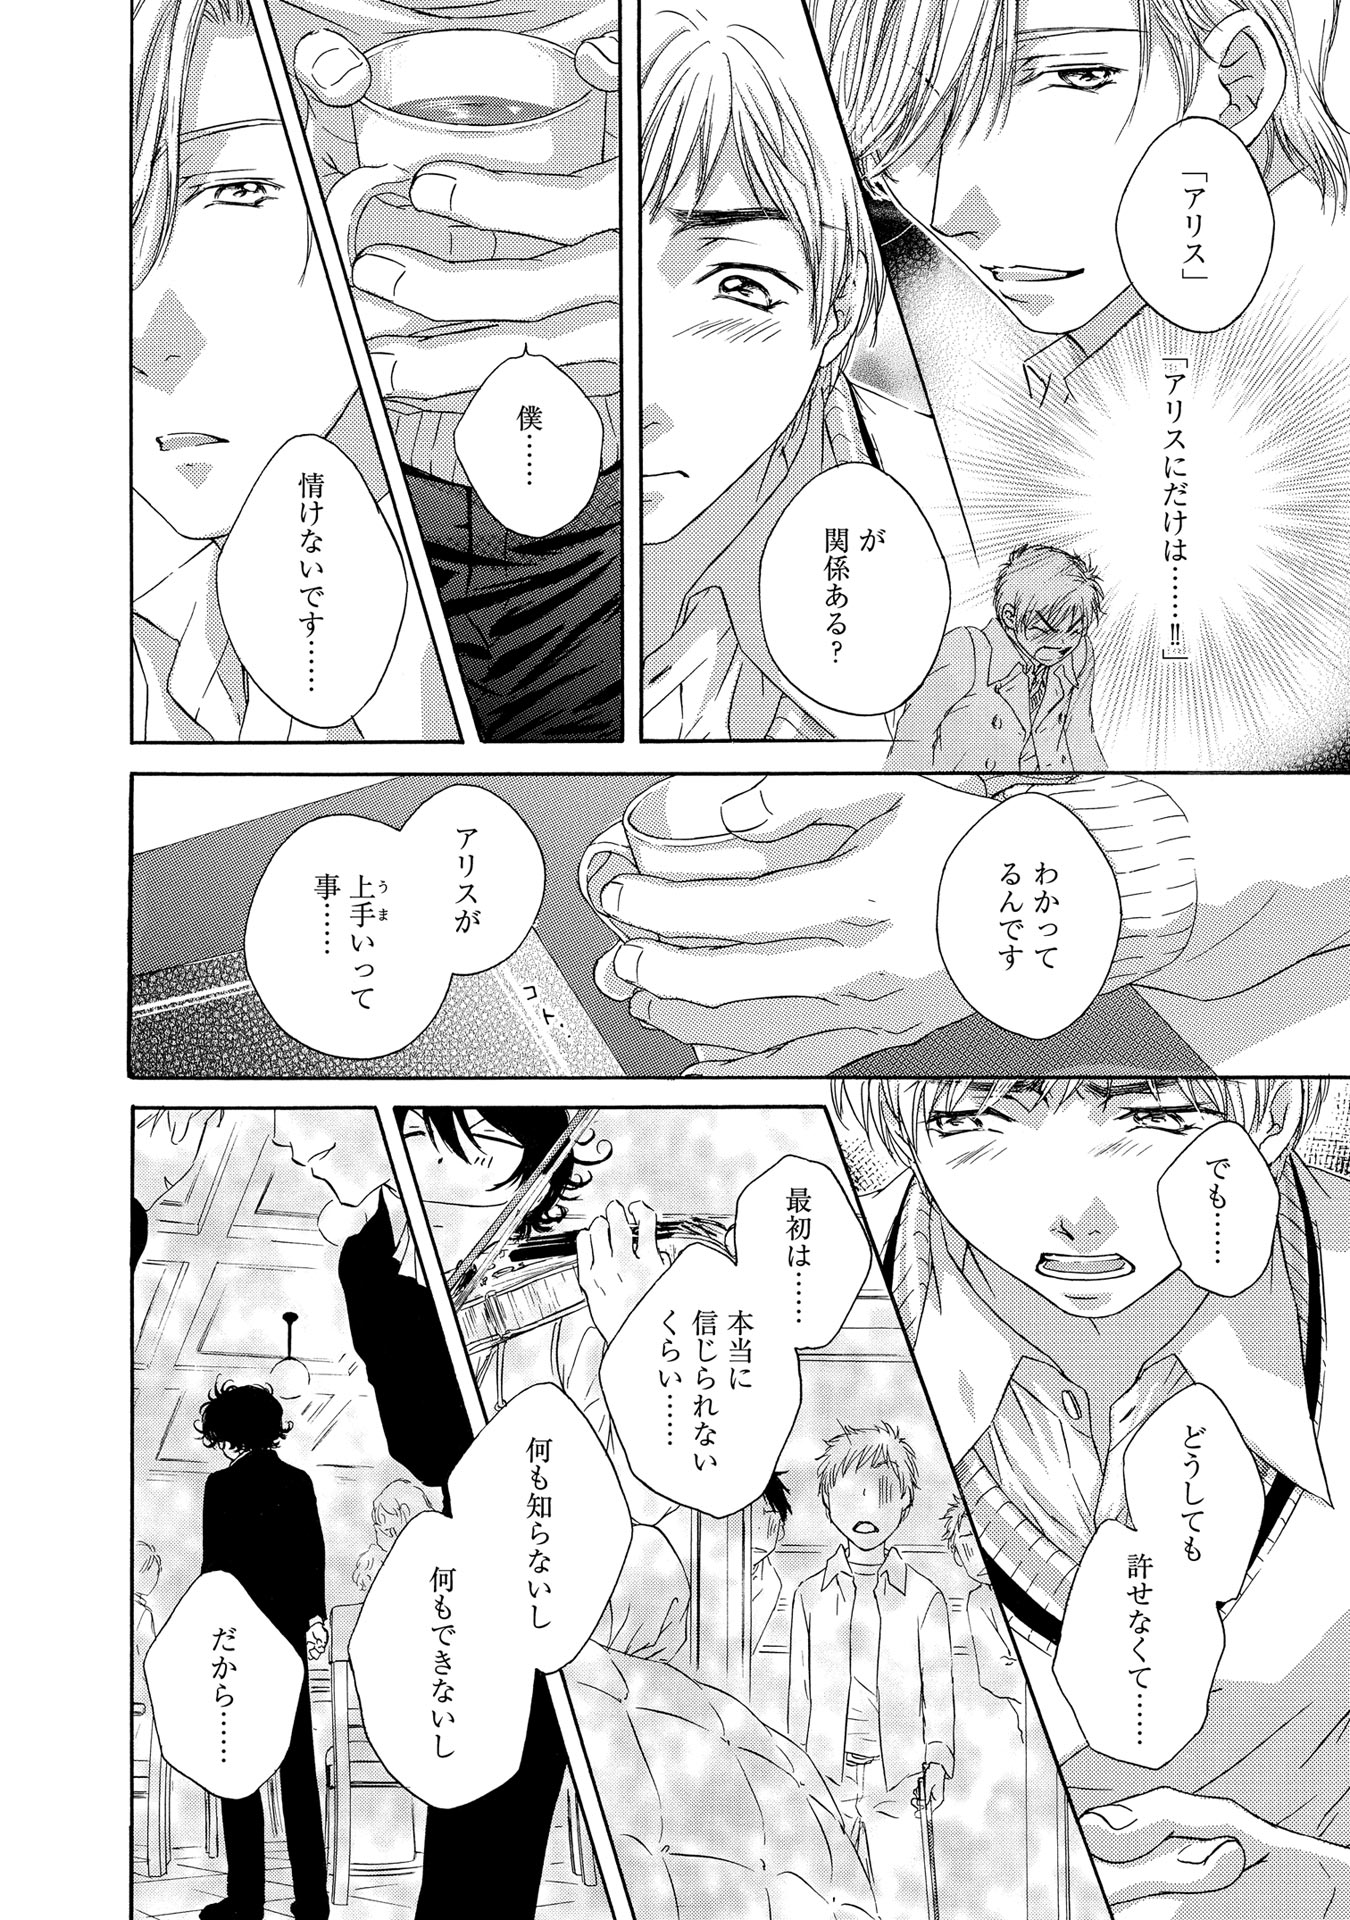 「アリス」
「アリスにだけは……!!」
が
関係ある?
僕……
情けないです……
わかって
るんです
コト‥
アリスが
上手いって
うま
事……
でも……
どうしても
許せなくて……
最初は……
本当に
信じられない
くらい……
何も知らないし
何もできないし
だから……